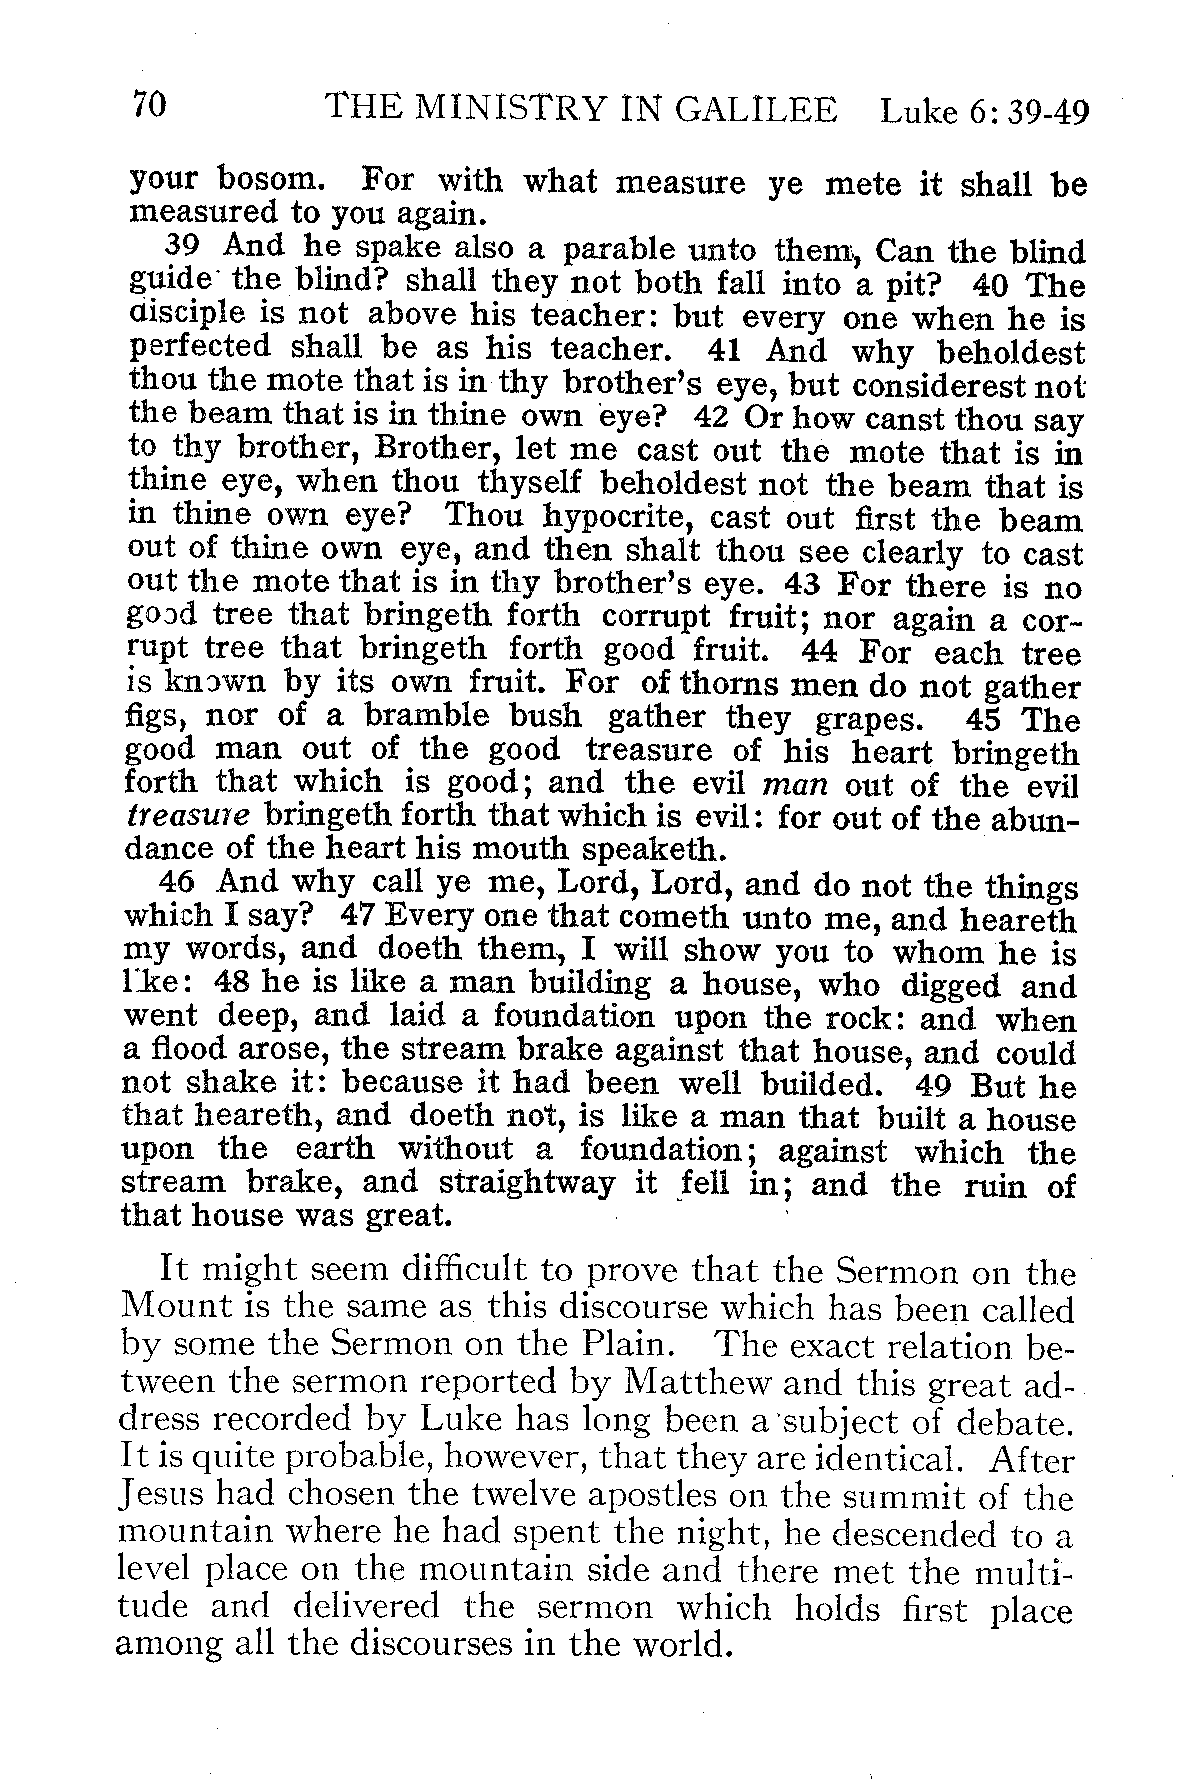 70 THE MINISTRY IN GALILEE Luke 6: 39-49
your bosom. For with what measure ye mete it shall be
measured to you again.
39 And he spake also a parable unto them, Can the blind
guide the blind? shall they not both fall into a pit? 40 The
disciple is not above his teacher: but every one when he is
perfected shall be as his teacher. 41 And why beholdest
thou the mote that is in thy brother's eye, but considerest not
the beam that is in thine own eye? 42 Or how canst thou say
to thy brother, Brother, let me cast out the mote that is in
thine eye, when thou thyself beholdest not the beam that is
in thine own eye? Thou hypocrite, cast out first the beam
out of thine own eye, and then shalt thou see clearly to cast
out the mote that is in thy brother's eye. 43 For there is no
good tree that bringeth forth corrupt fruit; nor again a cor-
rupt tree that bringeth forth good fruit. 44 For each tree
is known by its own fruit. For of thorns men do not gather
figs, nor of a bramble bush gather they grapes. 45 The
good man out of the good treasure of his heart bringeth
forth that which is good; and the evil man out of the evil
treasure bringeth forth that which is evil: for out of the abun-
dance of the heart his mouth speaketh.
46 And why call ye me, Lord, Lord, and do not the things
which I say? 47 Every one that cometh unto me, and heareth
my words, and doeth them, I will show you to whom he is
like: 48 he is like a man building a house, who digged and
went deep, and laid a foundation upon the rock: and when
a flood arose, the stream brake against that house, and could
not shake it: because it had been well builded. 49 But he
that heareth, and doeth not, is like a man that built a house
upon the earth without a foundation; against which the
stream brake, and straightway it fell in; and the ruin of
that house was great.
It might seem difficult to prove that the Sermon on the
Mount is the same as this discourse which has been called
by some the Sermon on the Plain. The exact relation be-
tween the sermon reported by Matthew and this great ad-
dress recorded by Luke has long been a subject of debate.
It is quite probable, however, that they are identical. After
Jesus had chosen the twelve apostles on the summit of the
mountain where he had spent the night, he descended to a
level place on the mountain side and there met the multi-
tude and delivered the sermon which holds first place
among all the discourses in the world.